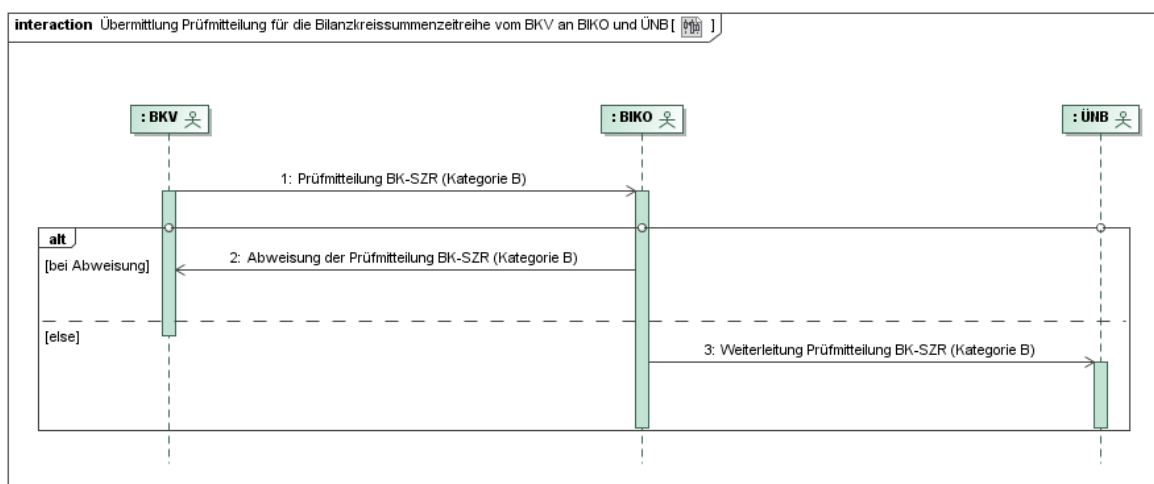 interaction Übermittlung Prüfmitteilung für die Bilanzkreissummenzeitreihe vom BKV an BIKO und ÜNB [ ]
: BKV
: BIKO
: ÜNB
1: Prüfmitteilung BK-SZR (Kategorie B)
alt
[bei Abweisung]
2: Abweisung der Prüfmitteilung BK-SZR (Kategorie B)
[else]
3: Weiterleitung Prüfmitteilung BK-SZR (Kategorie B)